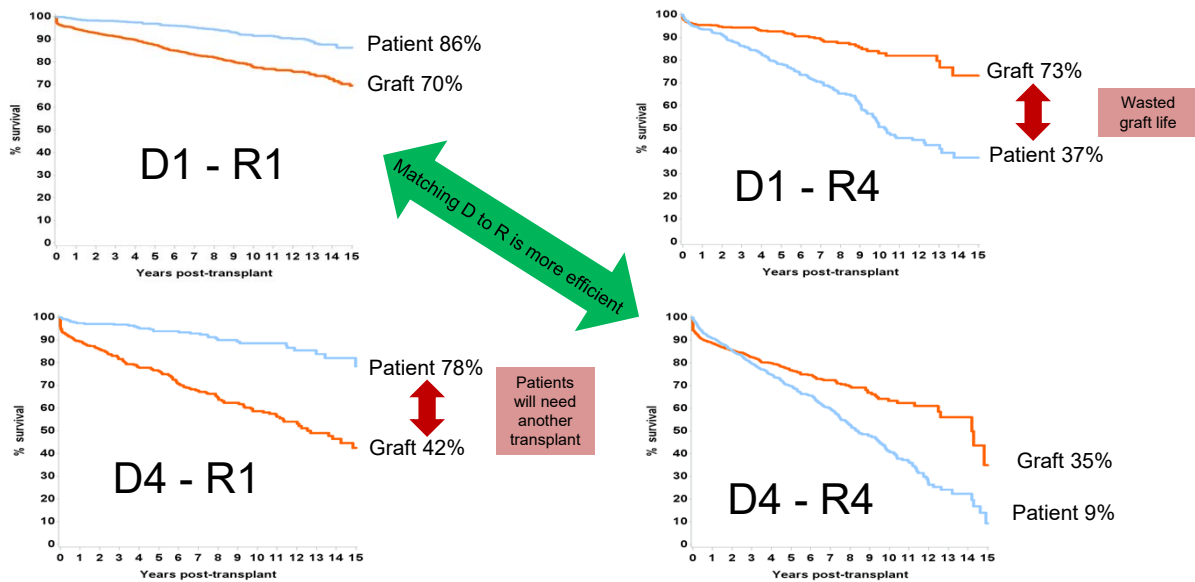 % survival
100
90
80
70
60
50
40
30
20
10
0
Patient 86%
Graft 70%
D1 - R1
0 1 2 3 4 5 6 7 8 9 10 11 12 13 14 15
Years post-transplant
% survival
100
90
80
70
60
50
40
30
20
10
0
Graft 73%
Wasted
graft life
Patient 37%
D1 - R4
0 1 2 3 4 5 6 7 8 9 10 11 12 13 14 15
Years post-transplant
Matching D to R is more efficient
% survival
100
90
80
70
60
50
40
30
20
10
0
Patient 78%
Patients
will need
another
transplant
Graft 42%
D4 - R1
0 1 2 3 4 5 6 7 8 9 10 11 12 13 14 15
Years post-transplant
% survival
100
90
80
70
60
50
40
30
20
10
0
Graft 35%
D4 - R4
Patient 9%
0 1 2 3 4 5 6 7 8 9 10 11 12 13 14 15
Years post-transplant